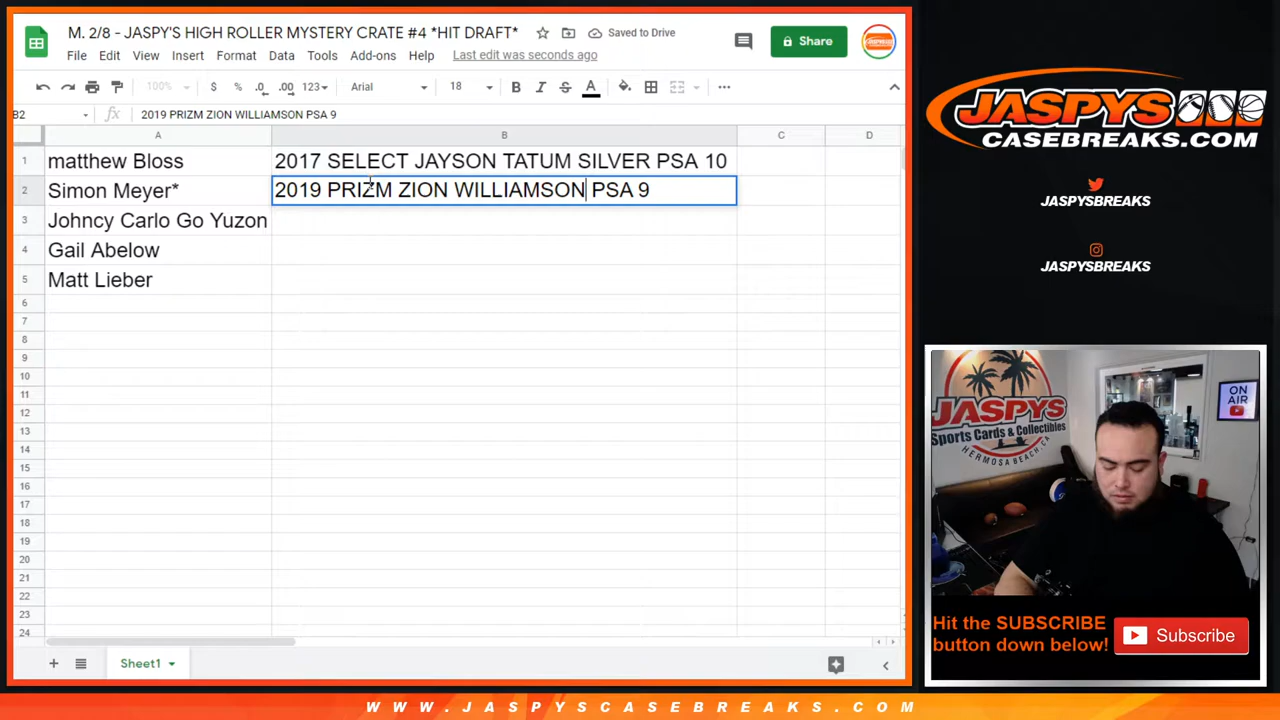 M. 2/8 - JASPY'S HIGH ROLLER MYSTERY CRATE #4 *HIT DRAFT*
Saved to Drive
Share
File Edit View Insert Format Data Tools Add-ons Help Last edit was seconds ago
100% $ % .0 .00 123 Arial 18 B I S A
B2 fx 2019 PRIZM ZION WILLIAMSON PSA 9
A B C D
1 matthew Bloss 2017 SELECT JAYSON TATUM SILVER PSA 10
2 Simon Meyer* 2019 PRIZM ZION WILLIAMSON PSA 9
3 Johncy Carlo Go Yuzon
4 Gail Abelow
5 Matt Lieber
6
7
8
9
10
11
12
13
14
15
16
17
18
19
20
21
22
23
24
Sheet1
JASPYS
CASEBREAKS.COM
JASPYSBREAKS
JASPYSBREAKS
JASPYS
Sports Cards & Collectibles
HERMOSA BEACH, CA
ON
AIR
Hit the SUBSCRIBE
button down below!
Subscribe
WWW.JASPYSCASEBREAKS.COM